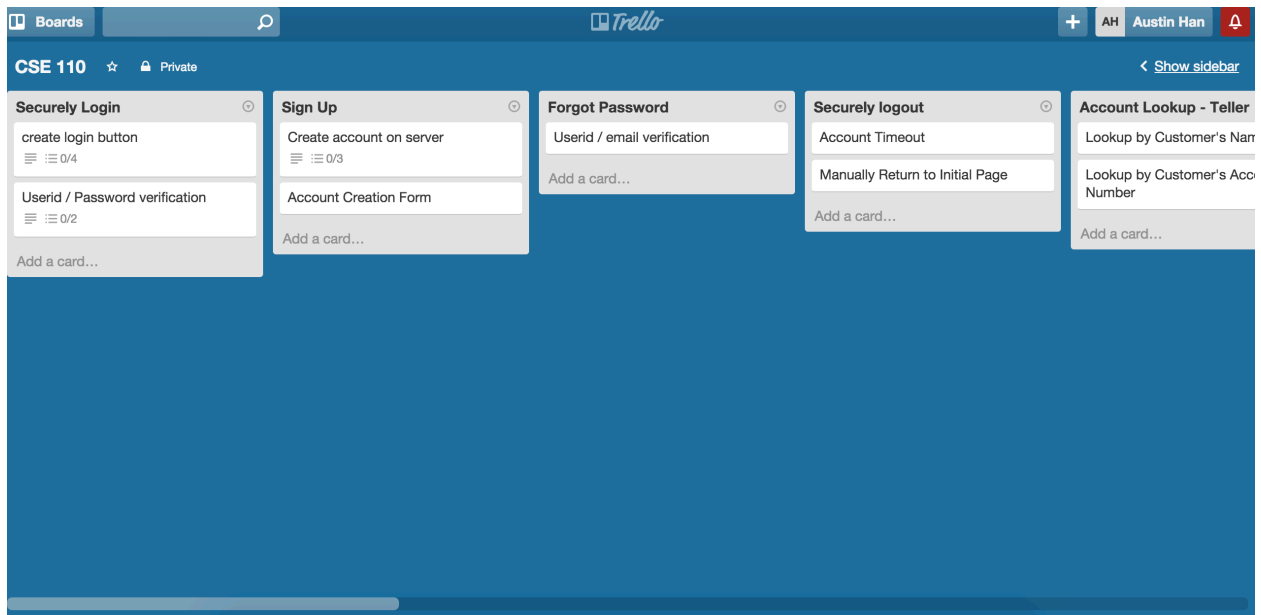 Boards
Trello
AH Austin Han
CSE 110
Private
Show sidebar
Securely Login
create login button
0/4
Userid / Password verification
0/2
Add a card…
Sign Up
Create account on server
0/3
Account Creation Form
Add a card…
Forgot Password
Userid / email verification
Add a card…
Securely logout
Account Timeout
Manually Return to Initial Page
Add a card…
Account Lookup - Teller
Lookup by Customer's Nam
Lookup by Customer's Acc
Number
Add a card…